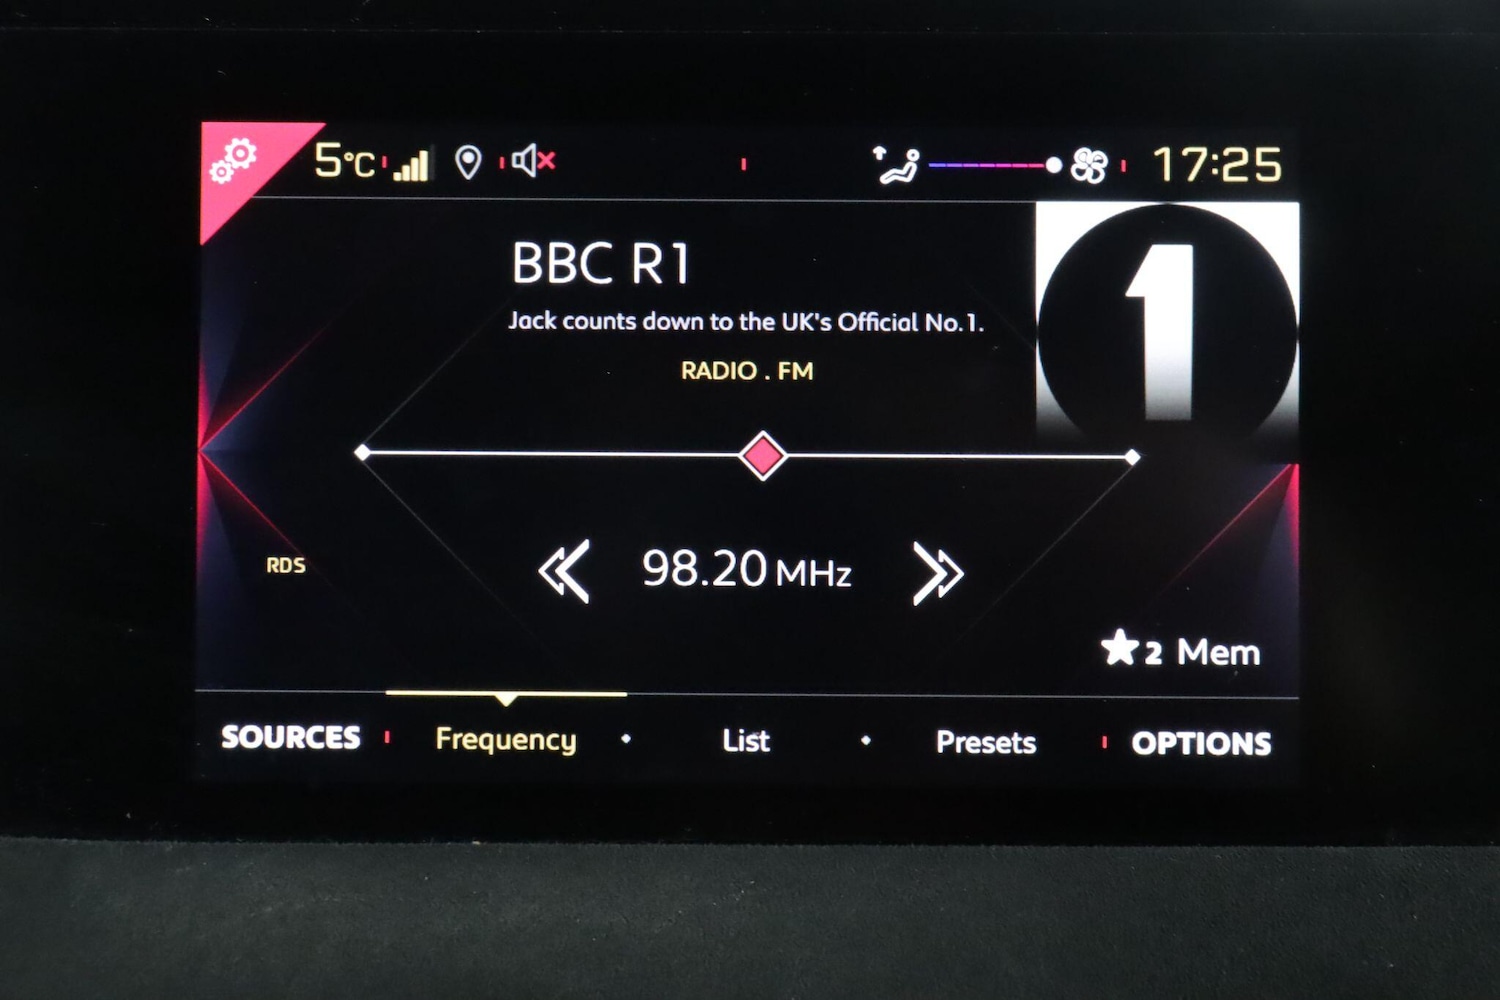 5°C 17:25
BBC R1
Jack counts down to the UK's Official No.1.
RADIO . FM
1
98.20 MHz
RDS
2 Mem
SOURCES Frequency List Presets OPTIONS